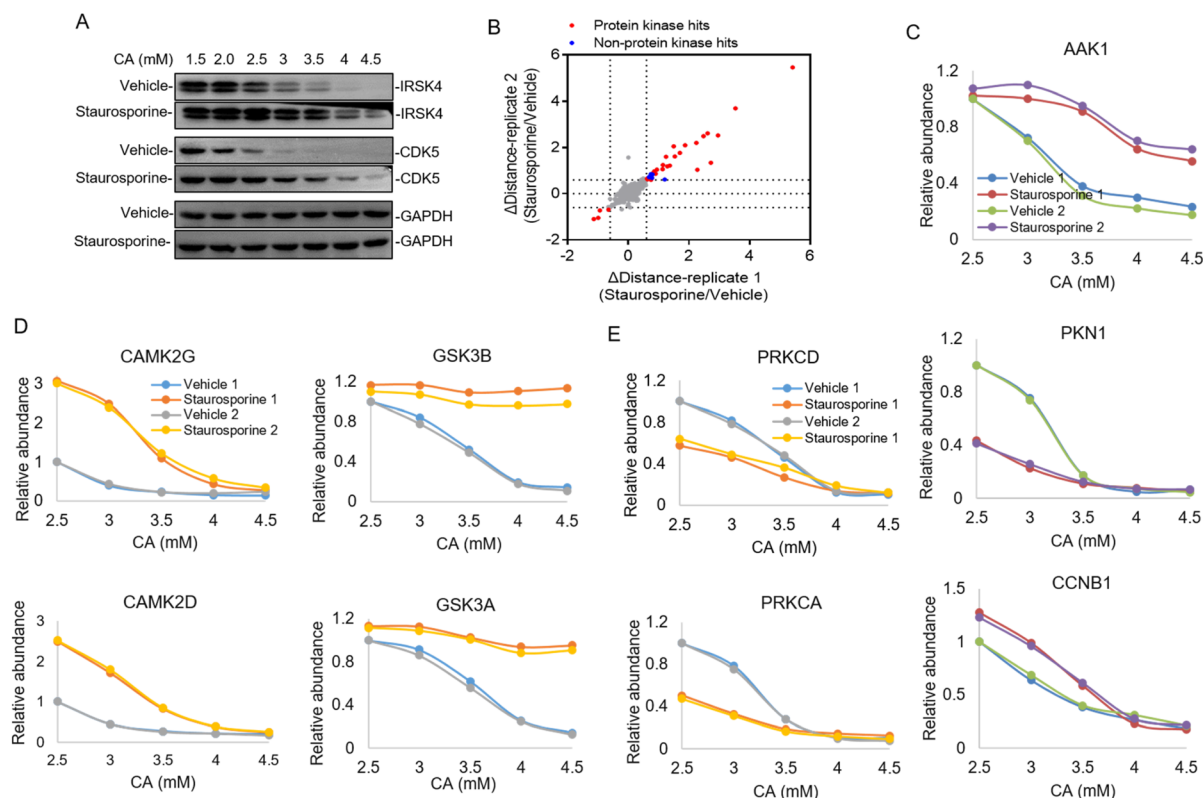 A
CA (mM) 1.5 2.0 2.5 3 3.5 4 4.5
Vehicle- -IRSK4
Staurosporine- -IRSK4
Vehicle- -CDK5
Staurosporine- -CDK5
Vehicle- -GAPDH
Staurosporine- -GAPDH
B
Protein kinase hits
Non-protein kinase hits
ΔDistance-replicate 2
(Staurosporine/Vehicle)
6
4
2
0
-2
-2 0 2 4 6
ΔDistance-replicate 1
(Staurosporine/Vehicle)
C
AAK1
Relative abundance
1.2
0.8
0.4
0
Vehicle 1
Staurosporine 1
Vehicle 2
Staurosporine 2
2.5 3 3.5 4 4.5
CA (mM)
D
CAMK2G
Relative abundance
3
2
1
0
Vehicle 1
Staurosporine 1
Vehicle 2
Staurosporine 2
2.5 3 3.5 4 4.5
CA (mM)
GSK3B
Relative abundance
1.2
0.8
0.4
0
2.5 3 3.5 4 4.5
CA (mM)
CAMK2D
Relative abundance
3
2
1
0
2.5 3 3.5 4 4.5
CA (mM)
GSK3A
Relative abundance
1.2
0.8
0.4
0
2.5 3 3.5 4 4.5
CA (mM)
E
PRKCD
Relative abundance
1.2
0.8
0.4
0
Vehicle 1
Staurosporine 1
Vehicle 2
Staurosporine 1
2.5 3 3.5 4 4.5
CA (mM)
PKN1
Relative abundance
1.2
0.8
0.4
0
2.5 3 3.5 4 4.5
CA (mM)
PRKCA
Relative abundance
1.2
0.8
0.4
0
2.5 3 3.5 4 4.5
CA (mM)
CCNB1
Relative abundance
1.5
1
0.5
0
2.5 3 3.5 4 4.5
CA (mM)